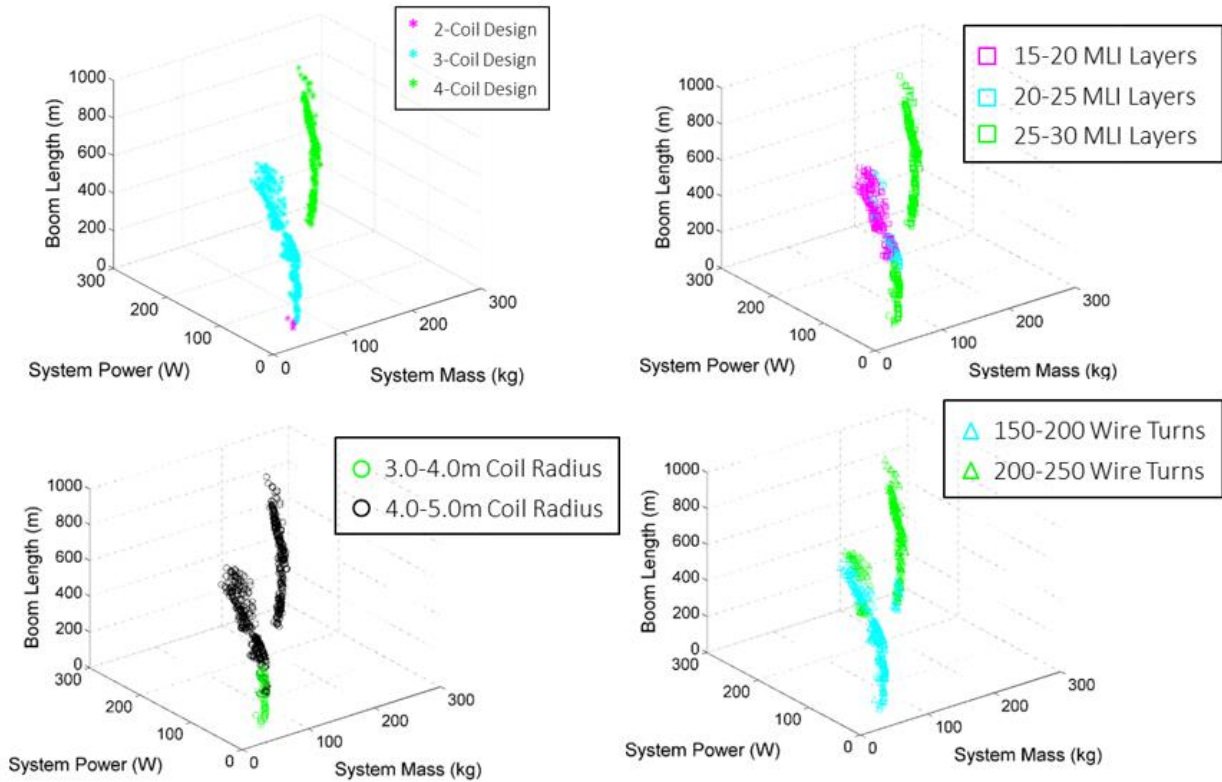 2-Coil Design
3-Coil Design
4-Coil Design
1000
800
600
400
200
0
300
200
100
0
0
100
200
300
Boom Length (m)
System Power (W)
System Mass (kg)
15-20 MLI Layers
20-25 MLI Layers
25-30 MLI Layers
1000
800
600
400
200
0
300
200
100
0
0
100
200
300
Boom Length (m)
System Power (W)
System Mass (kg)
3.0-4.0m Coil Radius
4.0-5.0m Coil Radius
1000
800
600
400
200
0
300
200
100
0
0
100
200
300
Boom Length (m)
System Power (W)
System Mass (kg)
150-200 Wire Turns
200-250 Wire Turns
1000
800
600
400
200
0
300
200
100
0
0
100
200
300
Boom Length (m)
System Power (W)
System Mass (kg)